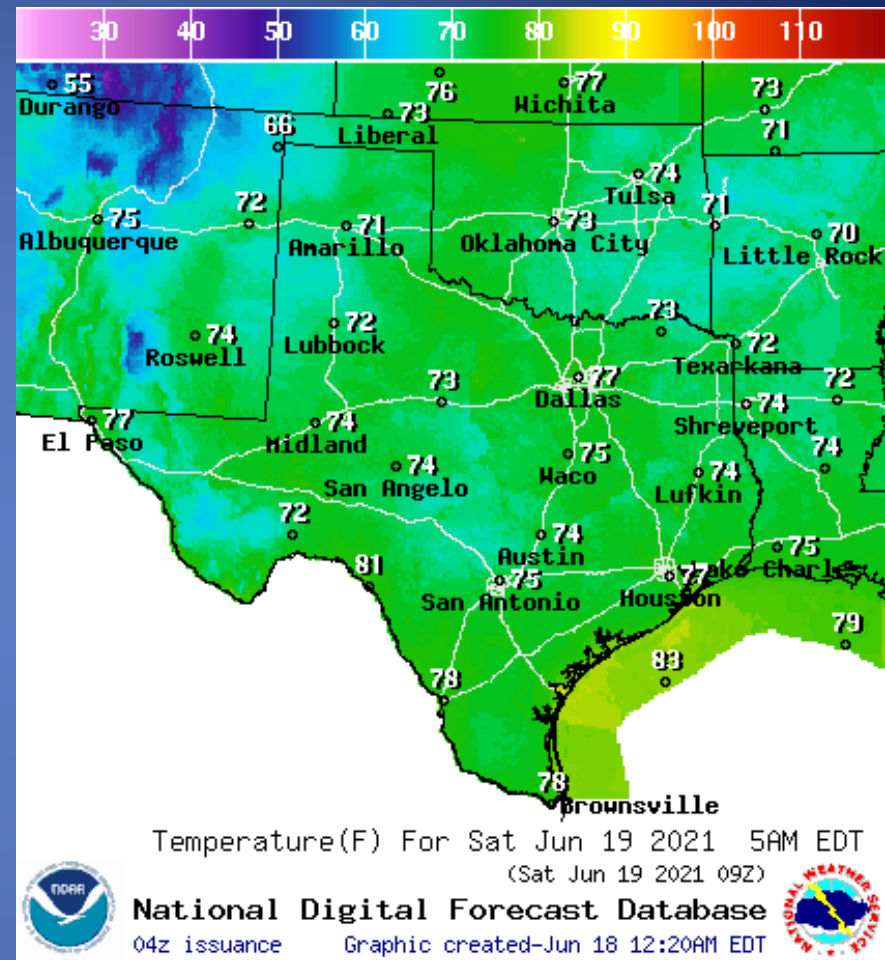 30 40 50 60 70 80 90 100 110
55
Durango
76
77
Wichita
73
73
Liberal
71
66
74
Tulsa
75
Albuquerque
72
71
Amarillo
73
Oklahoma City
71
70
Little Rock
74
Roswell
72
Lubbock
73
72
Texarkana
77
Dallas
73
72
74
Shreveport
77
El Paso
74
Midland
74
San Angelo
75
Waco
74
Lufkin
74
72
74
Austin
75
Lake Charles
81
75
San Antonio
77
Houston
79
83
78
78
Brownsville
Temperature(F) For Sat Jun 19 2021 5AM EDT
(Sat Jun 19 2021 09Z)
NOAA
NATIONAL WEATHER SERVICE
National Digital Forecast Database
04z issuance Graphic created-Jun 18 12:20AM EDT